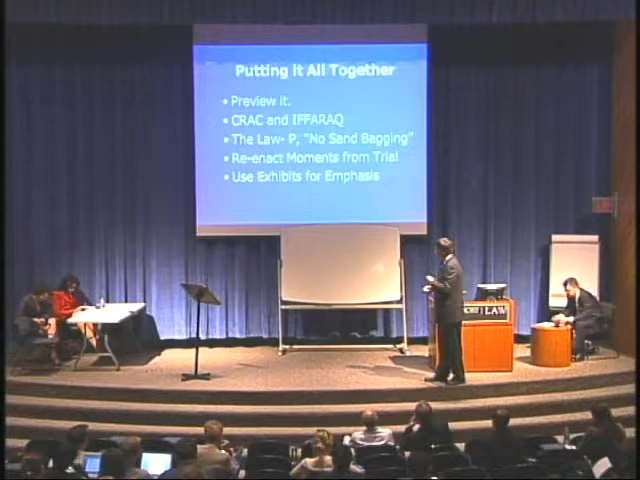 Putting it All Together
• Preview it.
• CRAC and IFFARAQ
• The Law- P, "No Sand Bagging"
• Re-enact Moments from Trial
• Use Exhibits for Emphasis
LAW